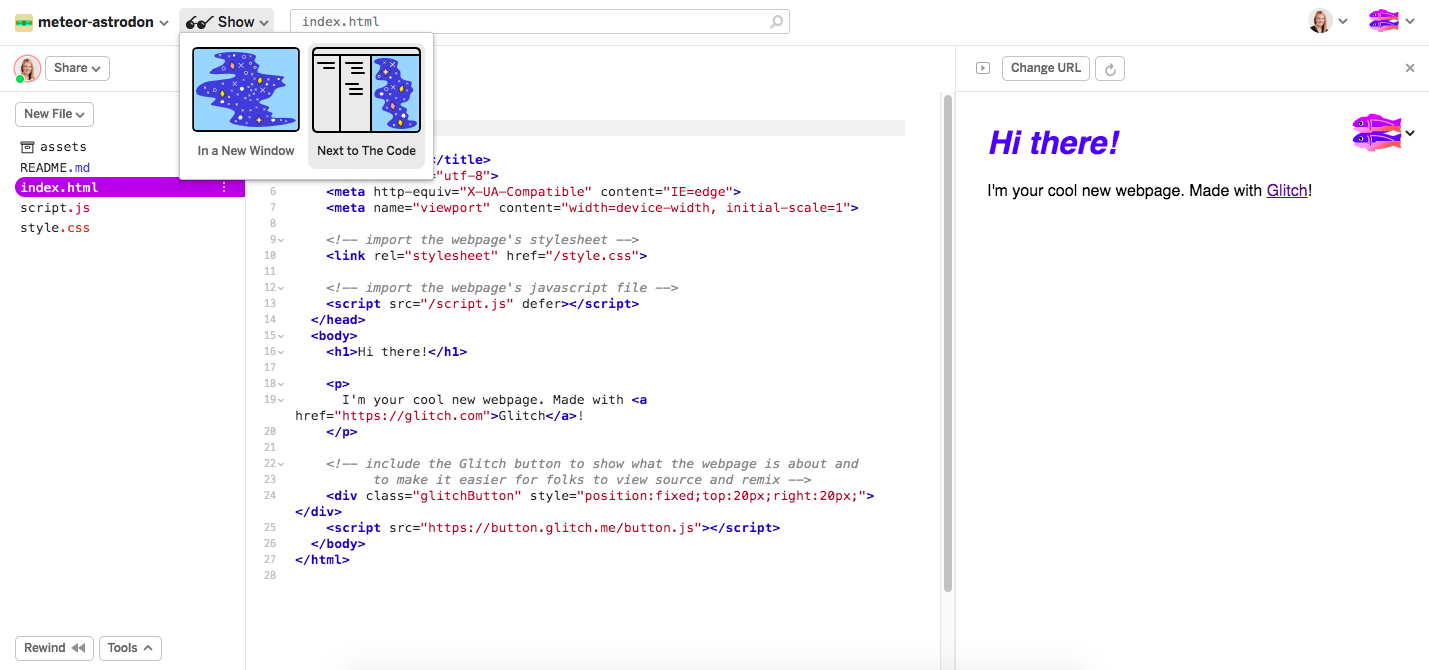 meteor-astrodon
Show
index.html
Share
Change URL
In a New Window
Next to The Code
New File
assets
README.md
index.html
script.js
style.css
</title>
="utf-8">
6 <meta http-equiv="X-UA-Compatible" content="IE=edge">
7 <meta name="viewport" content="width=device-width, initial-scale=1">
8
9 <!-- import the webpage's stylesheet -->
10 <link rel="stylesheet" href="/style.css">
11
12 <!-- import the webpage's javascript file -->
13 <script src="/script.js" defer></script>
14 </head>
15 <body>
16 <h1>Hi there!</h1>
17
18 <p>
19 I'm your cool new webpage. Made with <a
href="https://glitch.com">Glitch</a>!
20 </p>
21
22 <!-- include the Glitch button to show what the webpage is about and
23 to make it easier for folks to view source and remix -->
24 <div class="glitchButton" style="position:fixed;top:20px;right:20px;">
</div>
25 <script src="https://button.glitch.me/button.js"></script>
26 </body>
27 </html>
28
Hi there!
I'm your cool new webpage. Made with Glitch!
Rewind
Tools